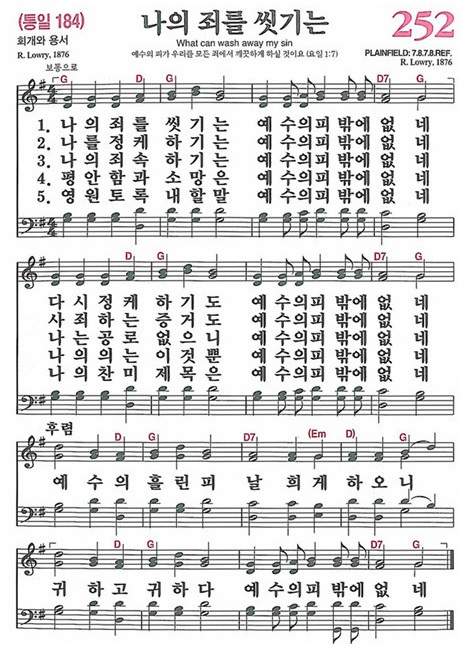 (통일 184) 나의 죄를 씻기는 252
회개와 용서 What can wash away my sin PLAINFIELD: 7.8.7.8.REF.
R. Lowry, 1876 예수의 피가 우리를 모든 죄에서 깨끗하게 하실 것이요 (요일 1:7) R. Lowry, 1876
보통으로
G D G D7 G
1. 나의죄를 씻기는 예수의피 밖에없네
2. 나를정케 하기는 예수의피 밖에없네
3. 나의죄속 하기는 예수의피 밖에없네
4. 평안함과 소망은 예수의피 밖에없네
5. 영원토록 내할말 예수의피 밖에없네
D G D7 G
다시정케 하기도 예수의피 밖에없네
사죄하는 증거도 예수의피 밖에없네
나는공로 없으니 예수의피 밖에없네
나의의는 이것뿐 예수의피 밖에없네
나의찬미 제목은 예수의피 밖에없네
후렴
G D G D7 (Em D) G
예수의흘린피 날희게하오니
D G D7 G
귀하고귀하다 예수의피밖에없네